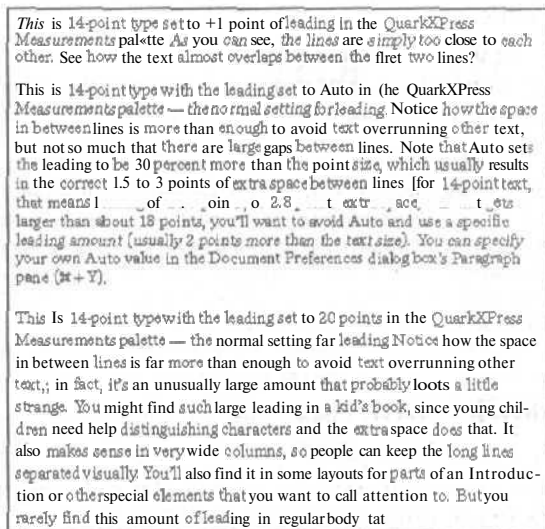 This is 14-point type set to +1 point of leading in the QuarkXPress
Measurements pal«tte As you can see, the lines are simply too close to each
other. See how the text almost overlaps between the flret two lines?
This is 14-point type with the leading set to Auto in (he QuarkXPress
Measurements palette — the normal setting for leading. Notice how the space
in between lines is more than enough to avoid text overrunning other text,
but not so much that there are large gaps between lines. Note that Auto sets
the leading to be 30 percent more than the point size, which usually results
in the correct 1.5 to 3 points of extra space between lines [for 14-point text,
that means l of oin o 2.8 t extr ace, t ets
larger than about 18 points, you'll want to avoid Auto and use a specific
leading amount (usually 2 points more than the text size). You can specify
your own Auto value in the Document Preferences dialog box's Paragraph
pane (⌘+Y).
This Is 14-point type with the leading set to 20 points in the QuarkXPress
Measurements palette — the normal setting far leading Notice how the space
in between lines is far more than enough to avoid text overrunning other
text,; in fact, it's an unusually large amount that probably loots a little
strange. You might find such large leading in a kid's book, since young chil-
dren need help distinguishing characters and the extra space does that. It
also makes sense in very wide columns, so people can keep the long lines
separated visually. You'll also find it in some layouts for parts of an Introduc-
tion or other special elements that you want to call attention to. But you
rarely find this amount of leading in regular body tat